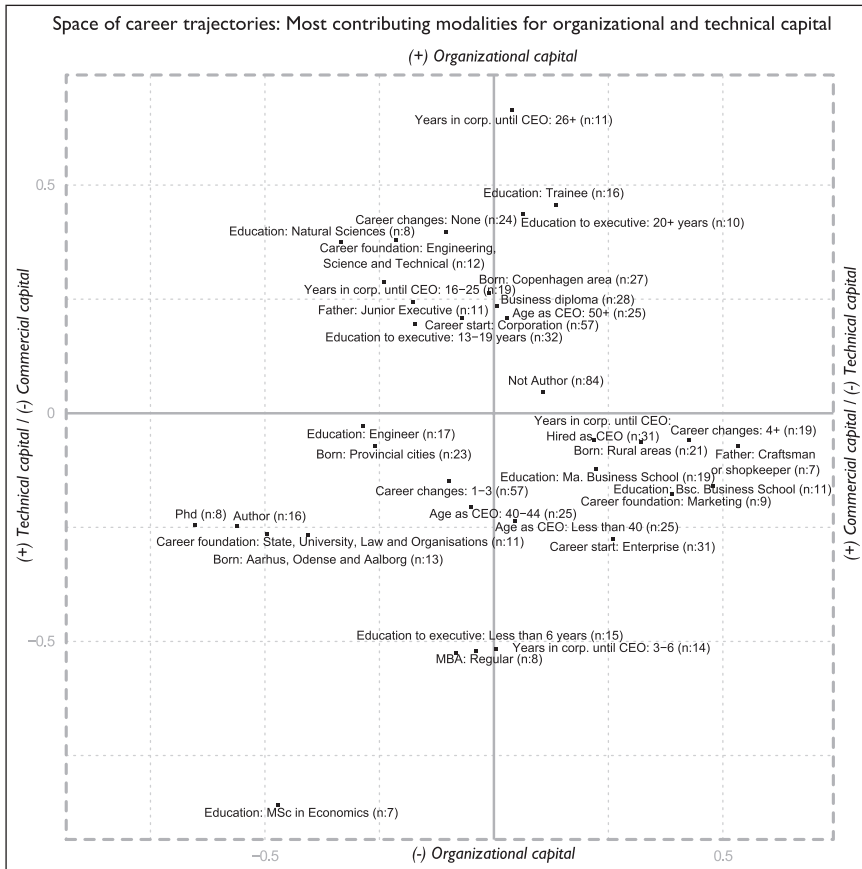 Space of career trajectories: Most contributing modalities for organizational and technical capital
(+) Organizational capital
Years in corp. until CEO: 26+ (n:11)
0.5
Education: Trainee (n:16)
Career changes: None (n:24)
Education to executive: 20+ years (n:10)
Education: Natural Sciences (n:8)
Career foundation: Engineering,
Science and Technical (n:12)
Born: Copenhagen area (n:27)
Years in corp. until CEO: 16−25 (n:19)
Business diploma (n:28)
Father: Junior Executive (n:11)
Age as CEO: 50+ (n:25)
Career start: Corporation (n:57)
Education to executive: 13−19 years (n:32)
Not Author (n:84)
(+) Technical capital / (-) Commercial capital
0
(+) Commercial capital / (-) Technical capital
Years in corp. until CEO:
Hired as CEO (n:31)
Career changes: 4+ (n:19)
Education: Engineer (n:17)
Born: Provincial cities (n:23)
Born: Rural areas (n:21)
Father: Craftsman
or shopkeeper (n:7)
Education: Ma. Business School (n:19)
Career changes: 1−3 (n:57)
Education: Bsc. Business School (n:11)
Career foundation: Marketing (n:9)
Phd (n:8)
Author (n:16)
Age as CEO: 40−44 (n:25)
Age as CEO: Less than 40 (n:25)
Career foundation: State, University, Law and Organisations (n:11)
Career start: Enterprise (n:31)
Born: Aarhus, Odense and Aalborg (n:13)
−0.5
Education to executive: Less than 6 years (n:15)
Years in corp. until CEO: 3−6 (n:14)
MBA: Regular (n:8)
Education: MSc in Economics (n:7)
−0.5
(-) Organizational capital
0.5